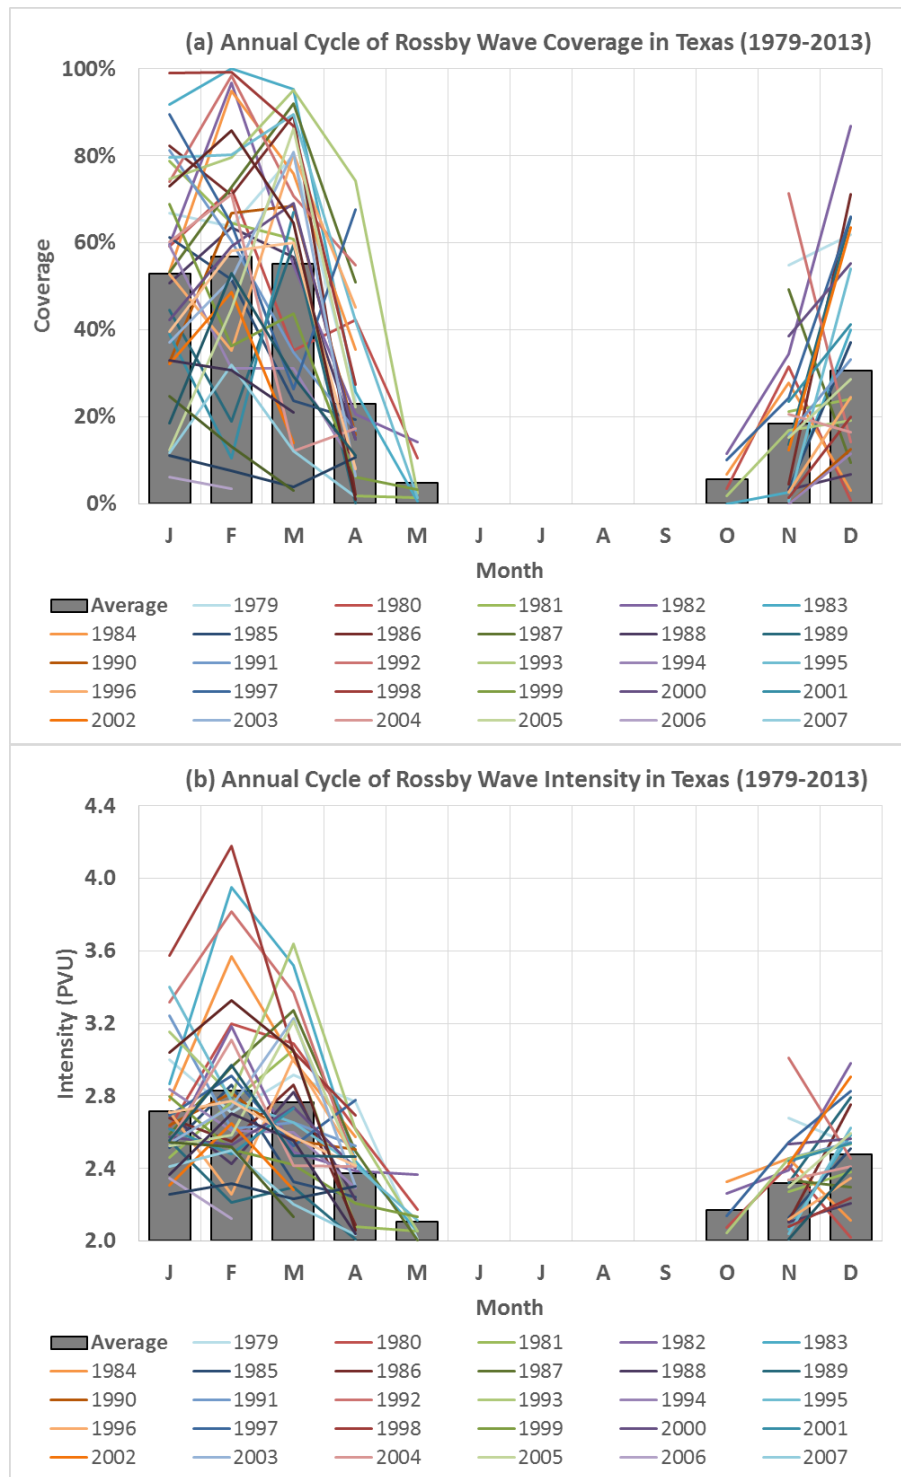 (a) Annual Cycle of Rossby Wave Coverage in Texas (1979-2013)
100%
80%
60%
40%
20%
0%
Coverage
J F M A M J J A S O N D
Month
Average 1979 1980 1981 1982 1983
1984 1985 1986 1987 1988 1989
1990 1991 1992 1993 1994 1995
1996 1997 1998 1999 2000 2001
2002 2003 2004 2005 2006 2007
(b) Annual Cycle of Rossby Wave Intensity in Texas (1979-2013)
4.4
4.0
3.6
3.2
2.8
2.4
2.0
Intensity (PVU)
J F M A M J J A S O N D
Month
Average 1979 1980 1981 1982 1983
1984 1985 1986 1987 1988 1989
1990 1991 1992 1993 1994 1995
1996 1997 1998 1999 2000 2001
2002 2003 2004 2005 2006 2007